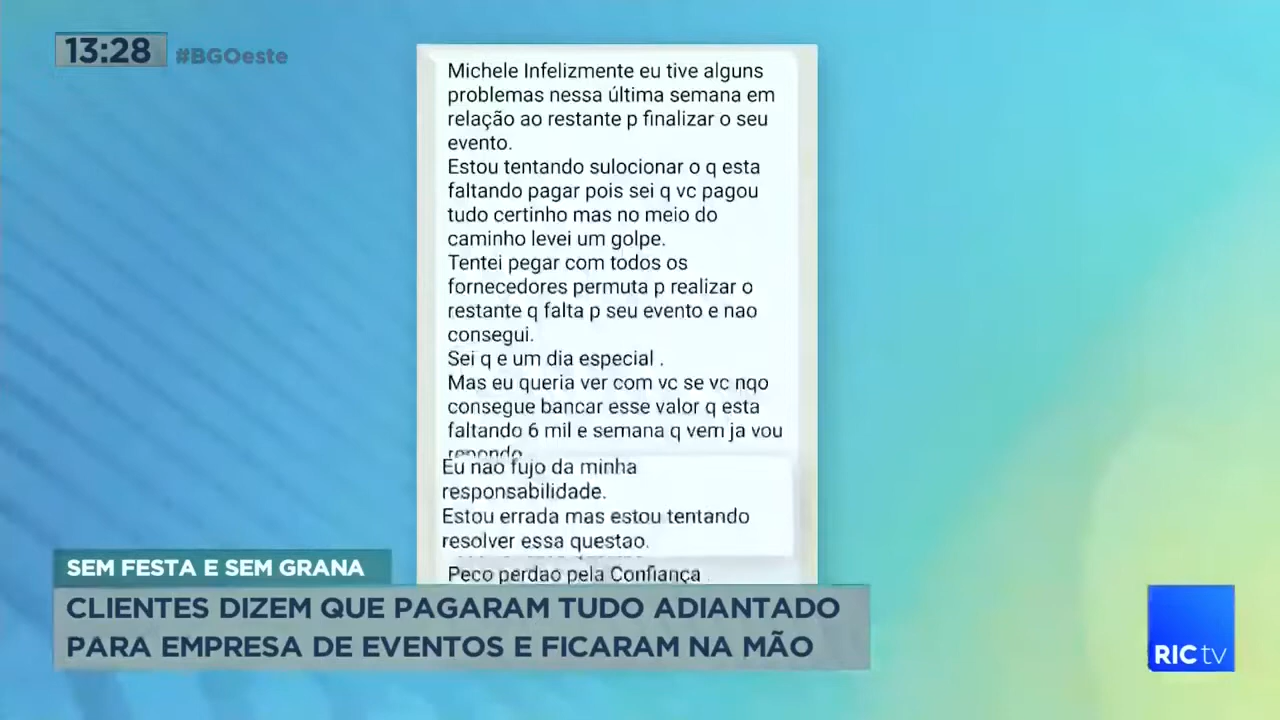 13:28 #BGOeste
Michele Infelizmente eu tive alguns
problemas nessa última semana em
relação ao restante p finalizar o seu
evento.
Estou tentando sulocionar o q esta
faltando pagar pois sei q vc pagou
tudo certinho mas no meio do
caminho levei um golpe.
Tentei pegar com todos os
fornecedores permuta p realizar o
restante q falta p seu evento e nao
consegui.
Sei q e um dia especial .
Mas eu queria ver com vc se vc nqo
consegue bancar esse valor q esta
faltando 6 mil e semana q vem ja vou
Eu nao fujo da minha
responsabilidade.
Estou errada mas estou tentando
resolver essa questao.
Peco perdao pela Confiança
SEM FESTA E SEM GRANA
CLIENTES DIZEM QUE PAGARAM TUDO ADIANTADO
PARA EMPRESA DE EVENTOS E FICARAM NA MÃO
RIC tv